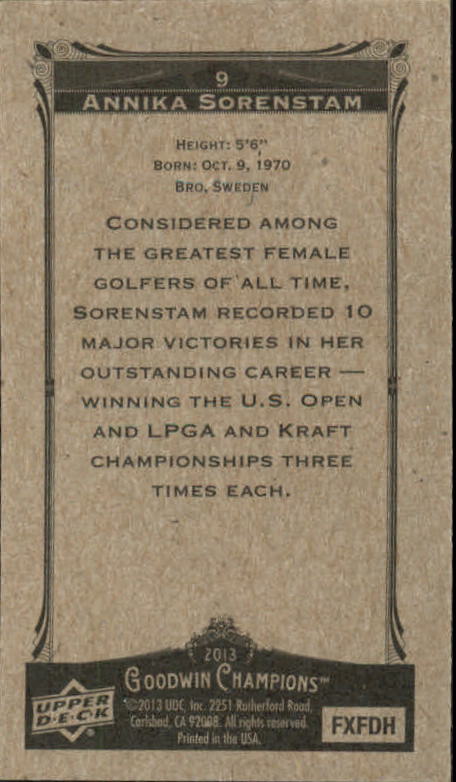 9
ANNIKA SORENSTAM
HEIGHT: 5'6"
BORN: OCT. 9, 1970
BRO, SWEDEN
CONSIDERED AMONG
THE GREATEST FEMALE
GOLFERS OF ALL TIME,
SORENSTAM RECORDED 10
MAJOR VICTORIES IN HER
OUTSTANDING CAREER —
WINNING THE U.S. OPEN
AND LPGA AND KRAFT
CHAMPIONSHIPS THREE
TIMES EACH.
2013
GOODWIN CHAMPIONS™
UPPER
D·E·C·K
©2013 UDC, Inc. 2251 Rutherford Road,
Carlsbad, CA 92008. All rights reserved.
Printed in the USA.
FXFDH